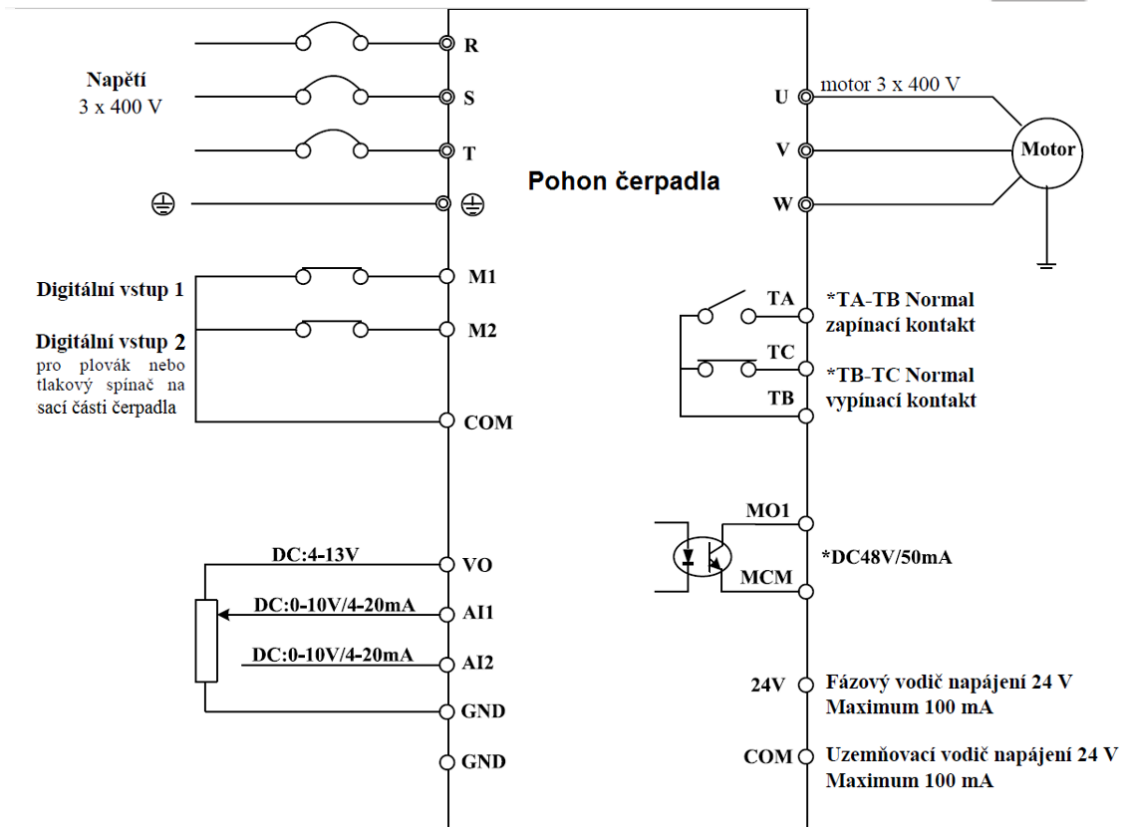 R
Napětí
3 x 400 V
S
T
U
motor 3 x 400 V
V
Motor
W
Pohon čerpadla
Digitální vstup 1
M1
Digitální vstup 2
pro plovák nebo
tlakový spínač na
sací části čerpadla
M2
COM
TA
*TA-TB Normal
zapínací kontakt
TC
*TB-TC Normal
vypínací kontakt
TB
DC:4-13V
VO
DC:0-10V/4-20mA
AI1
DC:0-10V/4-20mA
AI2
GND
GND
MO1
*DC48V/50mA
MCM
24V
Fázový vodič napájení 24 V
Maximum 100 mA
COM
Uzemňovací vodič napájení 24 V
Maximum 100 mA